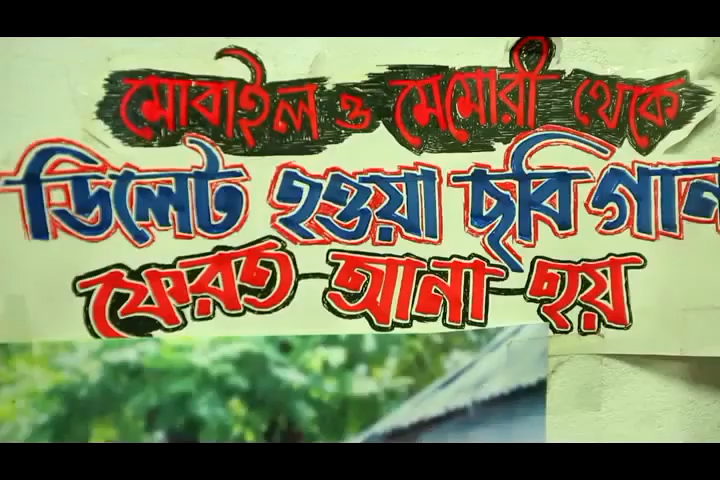 মোবাইল ও মেমোরী থেকে
ডিলেট হওয়া ছবি গান
ফেরত আনা হয়